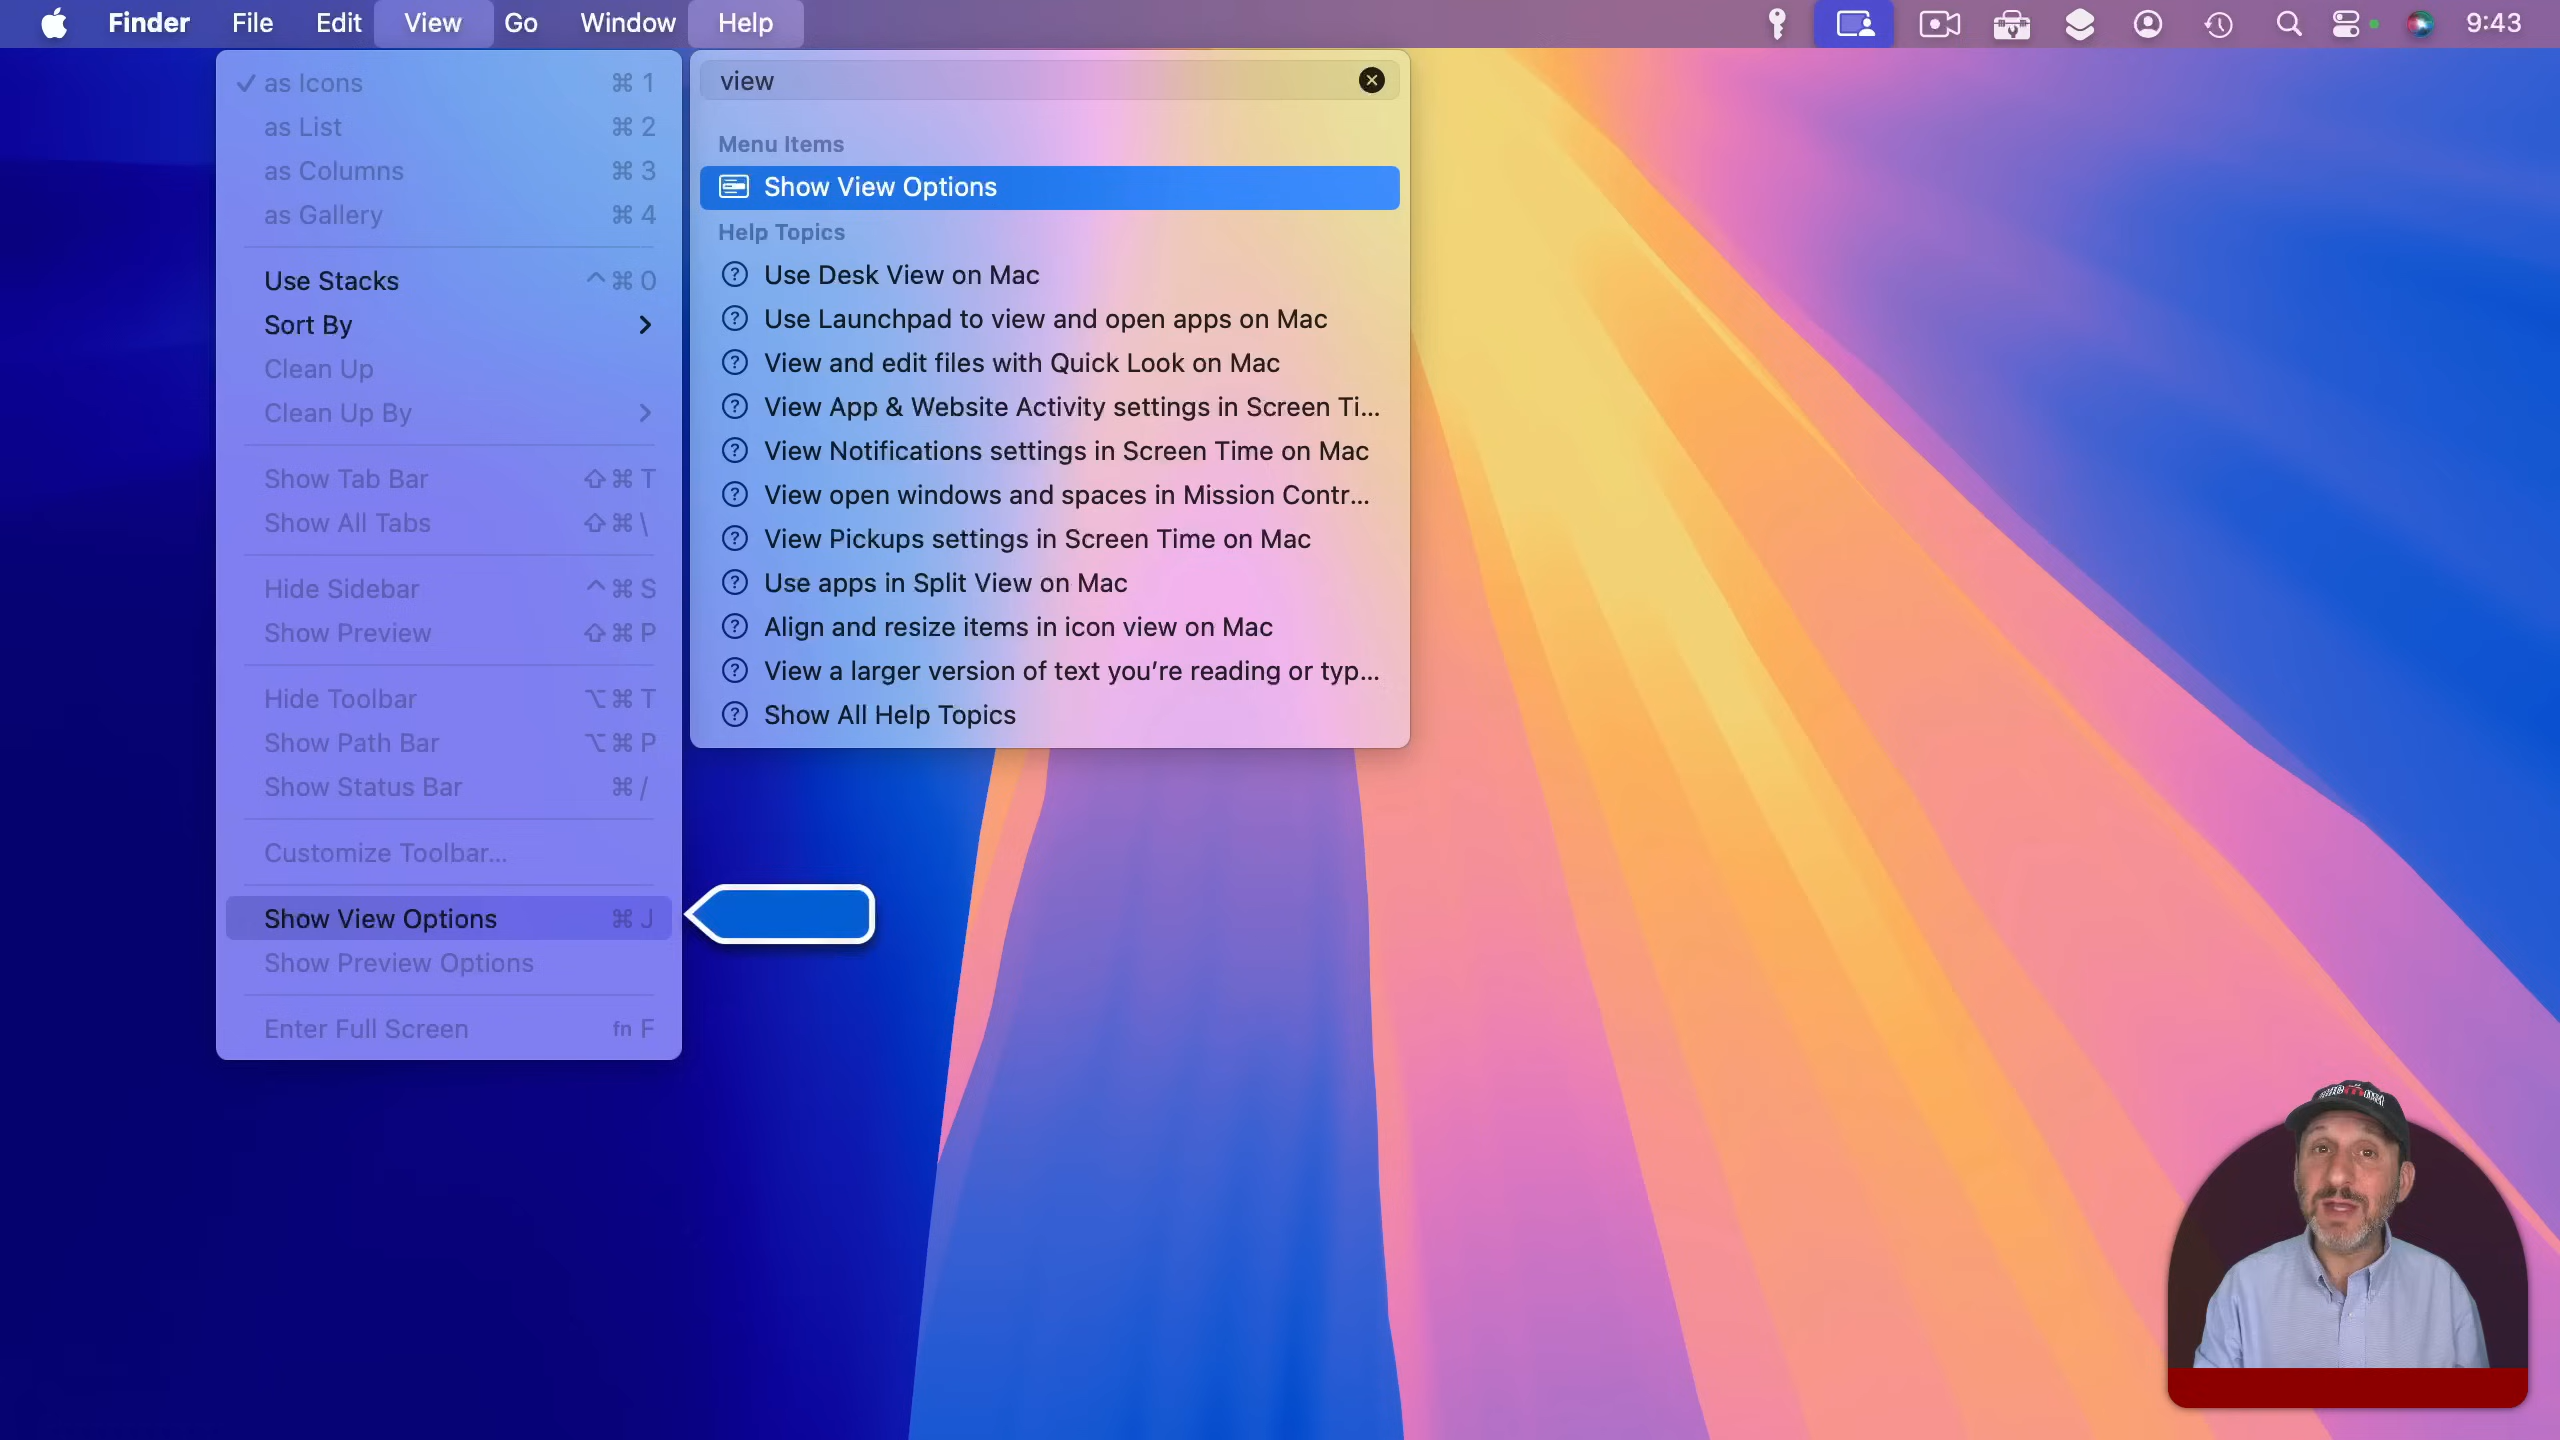 Finder File Edit View Go Window Help 9:43
✓ as Icons ⌘ 1
as List ⌘ 2
as Columns ⌘ 3
as Gallery ⌘ 4
Use Stacks ^ ⌘ 0
Sort By >
Clean Up
Clean Up By >
Show Tab Bar ⇧ ⌘ T
Show All Tabs ⇧ ⌘ \
Hide Sidebar ^ ⌘ S
Show Preview ⇧ ⌘ P
Hide Toolbar ⌥ ⌘ T
Show Path Bar ⌥ ⌘ P
Show Status Bar ⌘ /
Customize Toolbar...
Show View Options ⌘ J
Show Preview Options
Enter Full Screen fn F
view
Menu Items
Show View Options
Help Topics
Use Desk View on Mac
Use Launchpad to view and open apps on Mac
View and edit files with Quick Look on Mac
View App & Website Activity settings in Screen Ti...
View Notifications settings in Screen Time on Mac
View open windows and spaces in Mission Contr...
View Pickups settings in Screen Time on Mac
Use apps in Split View on Mac
Align and resize items in icon view on Mac
View a larger version of text you’re reading or typ...
Show All Help Topics